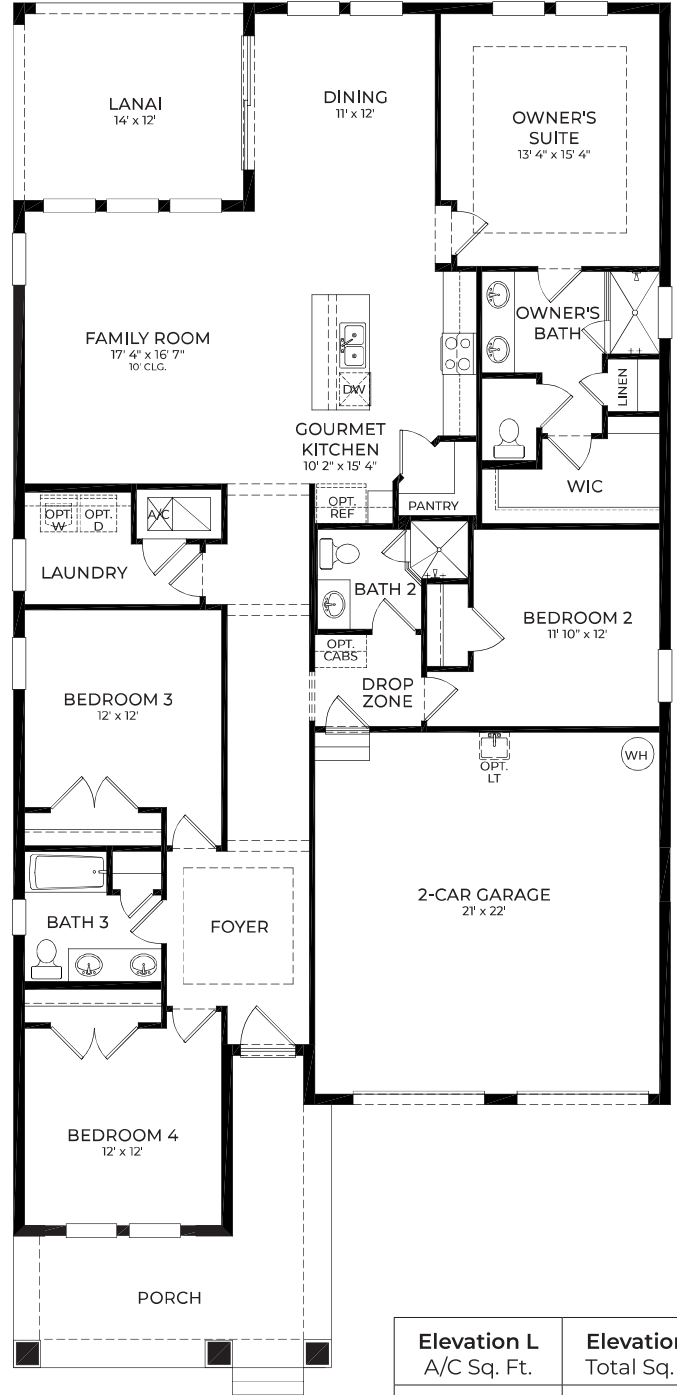 LANAI
14' x 12'
DINING
11' x 12'
OWNER'S
SUITE
13' 4" x 15' 4"
FAMILY ROOM
17' 4" x 16' 7"
10' CLG.
OWNER'S
BATH
LINEN
DW
GOURMET
KITCHEN
10' 2" x 15' 4"
WIC
PANTRY
OPT.
REF
OPT
W
OPT.
D
A/C
LAUNDRY
BATH 2
BEDROOM 2
11' 10" x 12'
OPT.
CABS
DROP
ZONE
BEDROOM 3
12' x 12'
OPT.
LT
WH
2-CAR GARAGE
21' x 22'
BATH 3
FOYER
BEDROOM 4
12' x 12'
PORCH
Elevation L
A/C Sq. Ft.
Elevation
Total Sq.